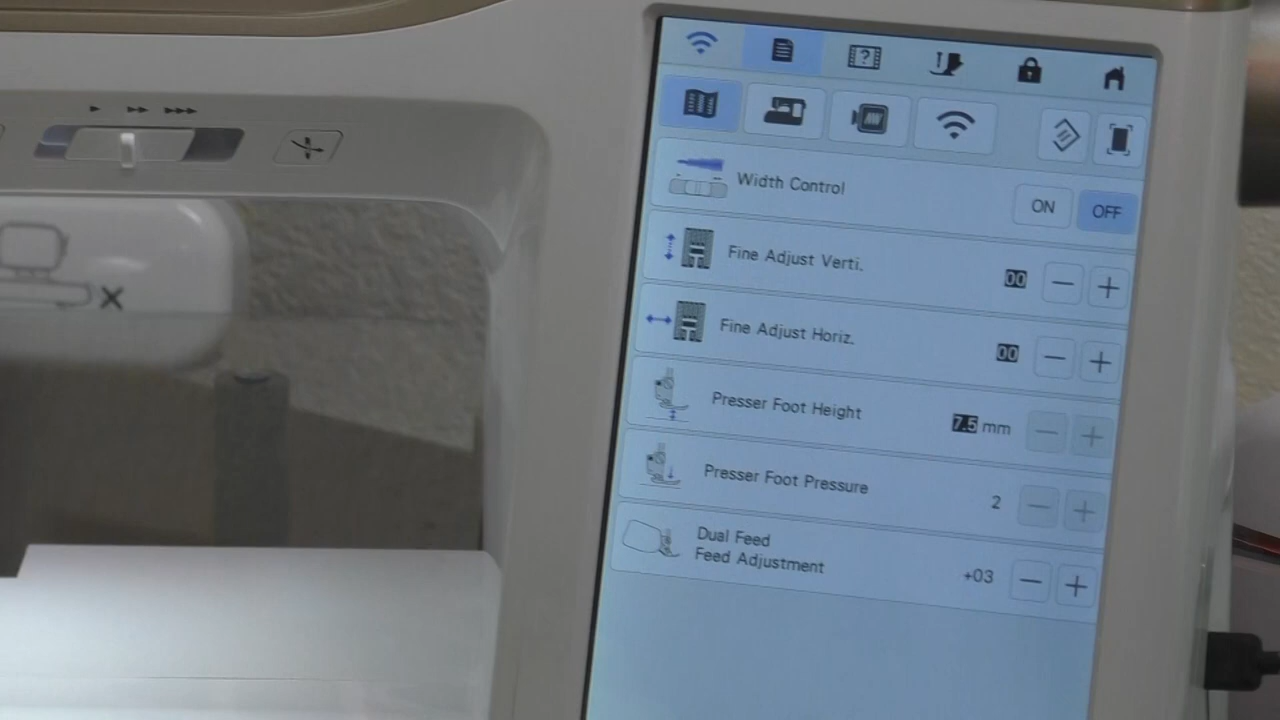 Width Control
ON OFF
Fine Adjust Verti.
00 - +
Fine Adjust Horiz.
00 - +
Presser Foot Height
7.5 mm - +
Presser Foot Pressure
2 - +
Dual Feed
Feed Adjustment
+03 - +